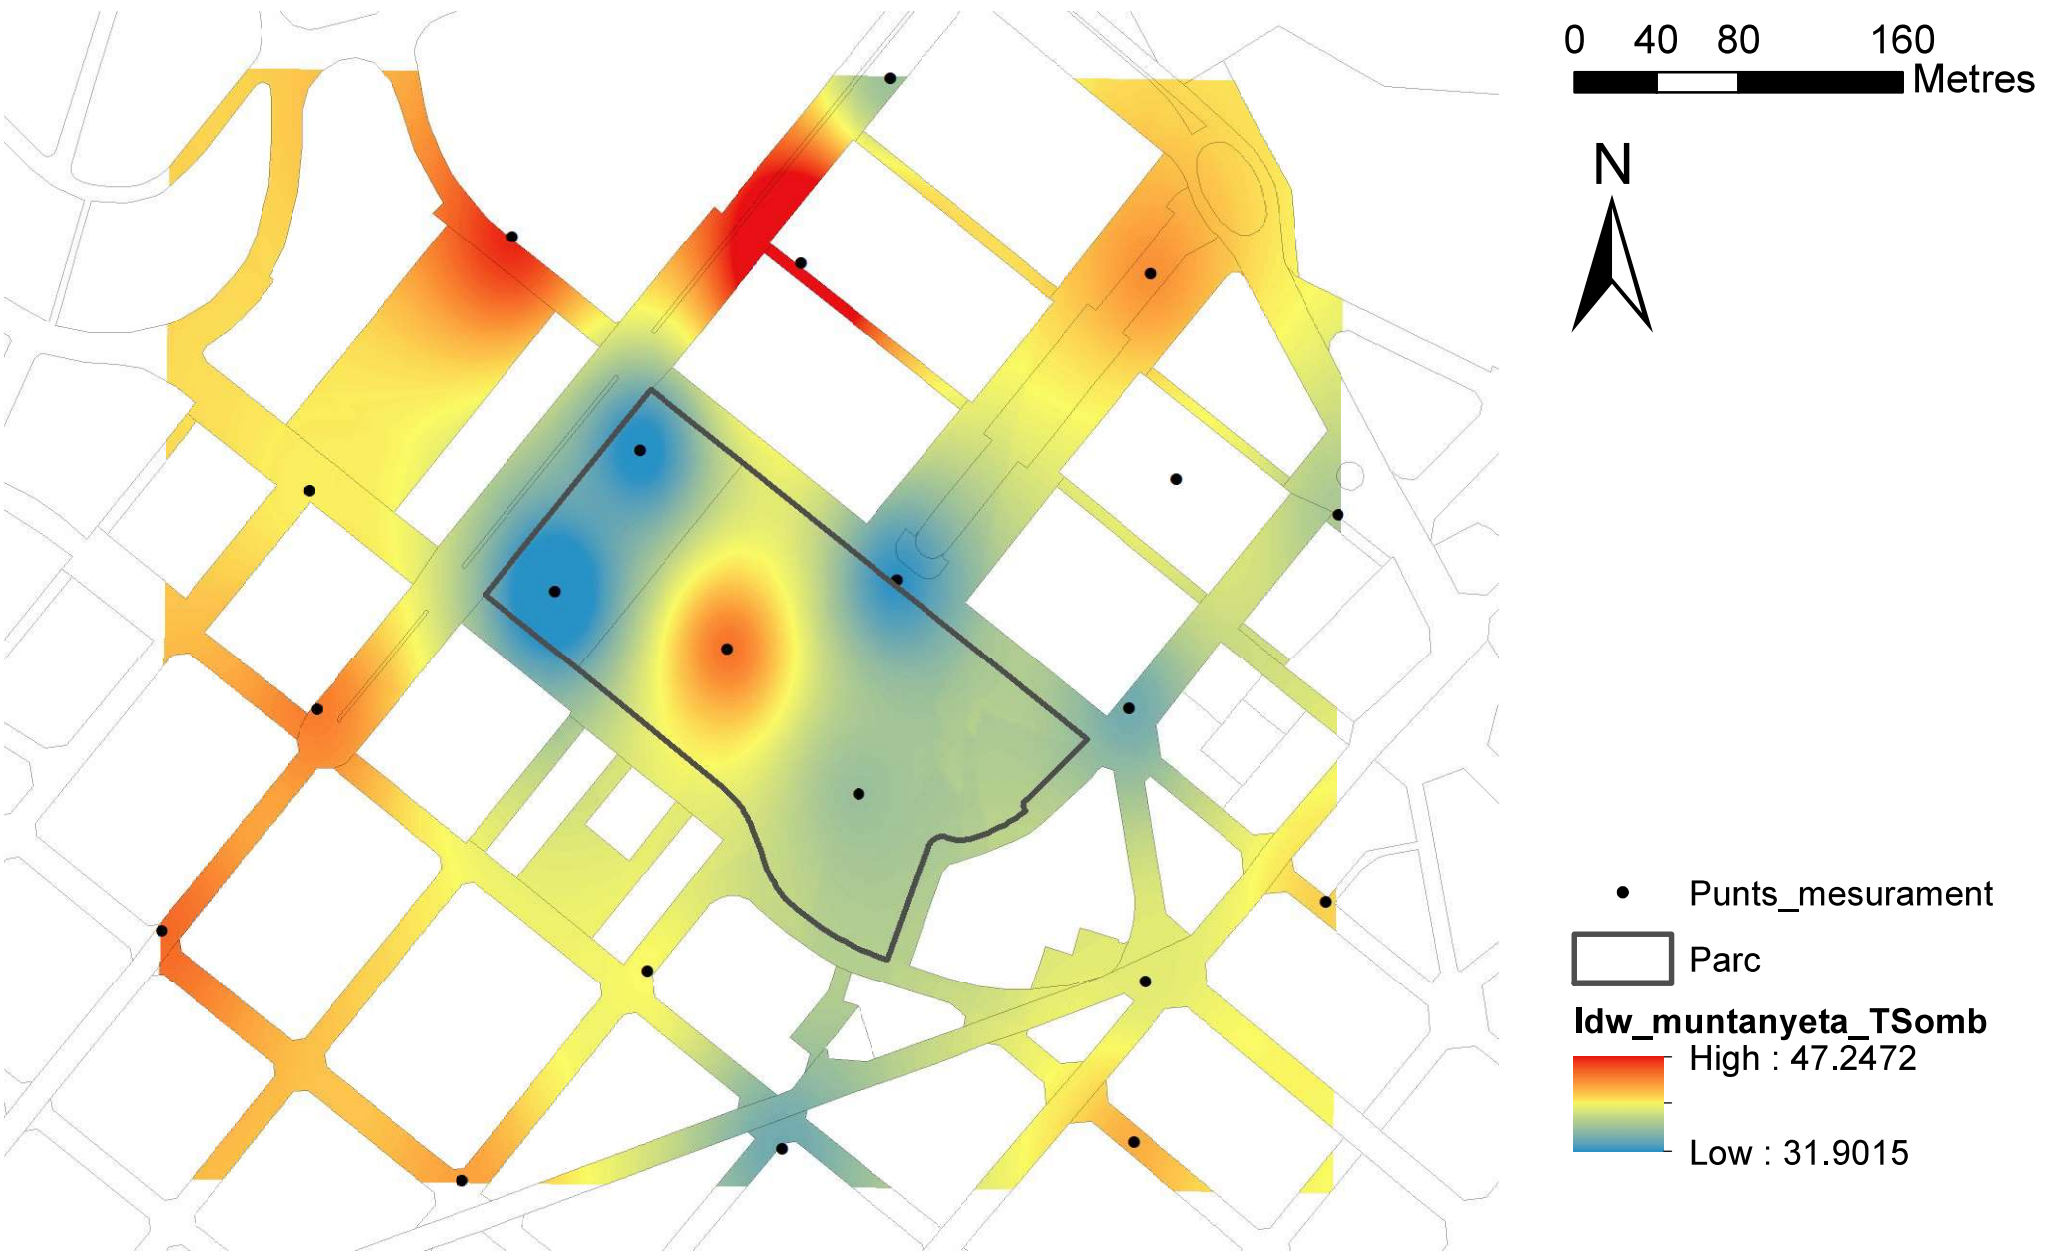 0 40 80 160
Metres
N
Punts_mesurament
Parc
Idw_muntanyeta_TSomb
High : 47.2472
Low : 31.9015